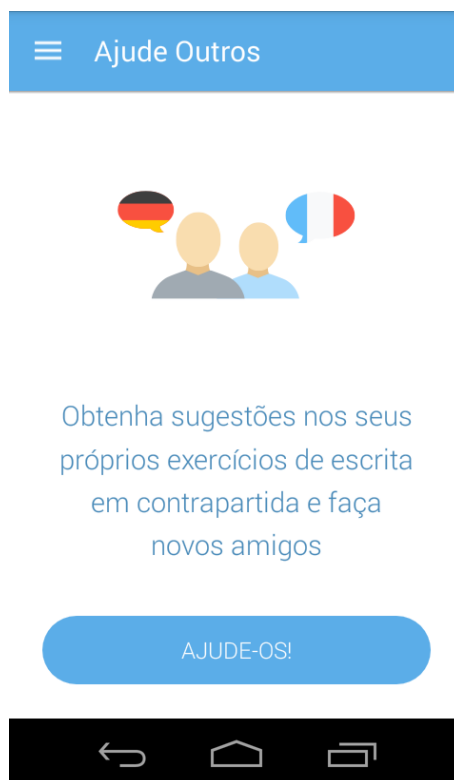 Ajude Outros
Obtenha sugestões nos seus
próprios exercícios de escrita
em contrapartida e faça
novos amigos
AJUDE-OS!